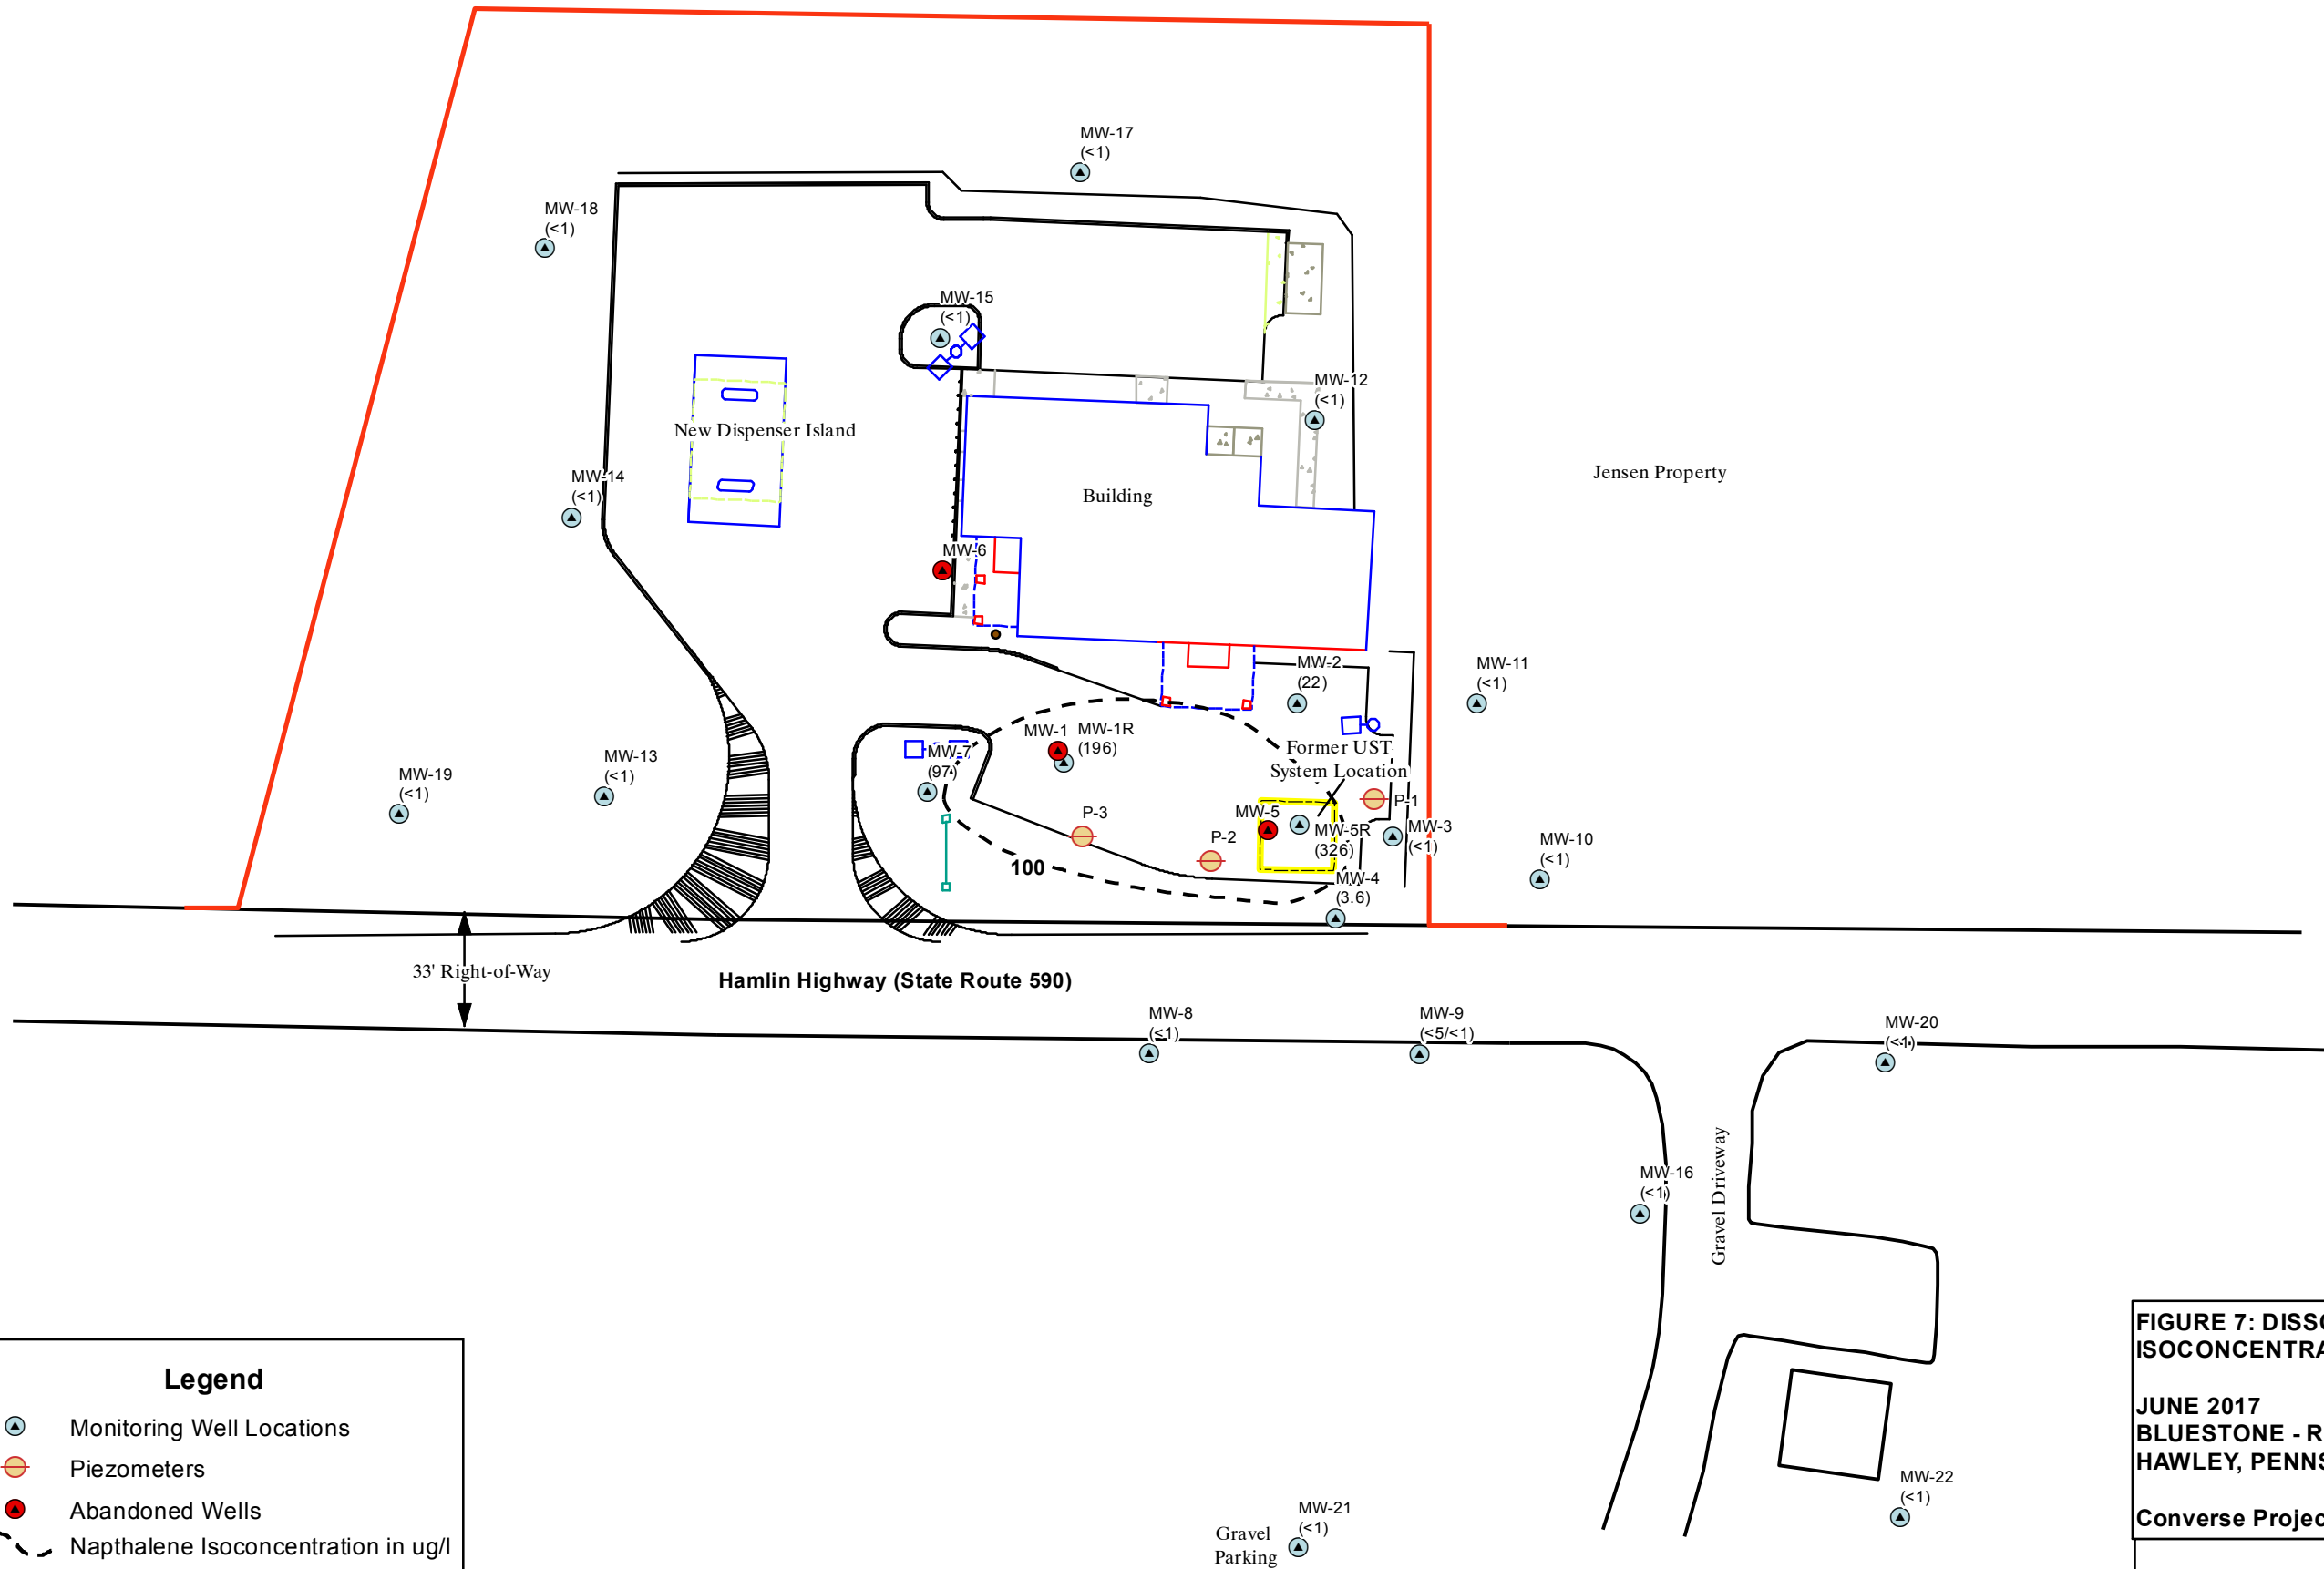 MW-17
(<1)
MW-18
(<1)
MW-15
(<1)
MW-12
(<1)
New Dispenser Island
Jensen Property
MW-14
(<1)
Building
MW-6
MW-2
(22)
MW-11
(<1)
MW-1
MW-1R
(196)
MW-7
(97)
Former UST
System Location
MW-13
(<1)
MW-19
(<1)
P-1
P-3
MW-5
P-2
MW-5R
(326)
MW-3
(<1)
MW-10
(<1)
100
MW-4
(3.6)
33' Right-of-Way
Hamlin Highway (State Route 590)
MW-8
(<1)
MW-9
(<5/<1)
MW-20
(<1)
MW-16
(<1)
Gravel Driveway
Legend
Monitoring Well Locations
Piezometers
Abandoned Wells
Napthalene Isoconcentration in ug/l
MW-21
(<1)
Gravel
Parking
MW-22
(<1)
FIGURE 7: DISSO
ISOCONCENTRA
JUNE 2017
BLUESTONE - R
HAWLEY, PENNS
Converse Projec